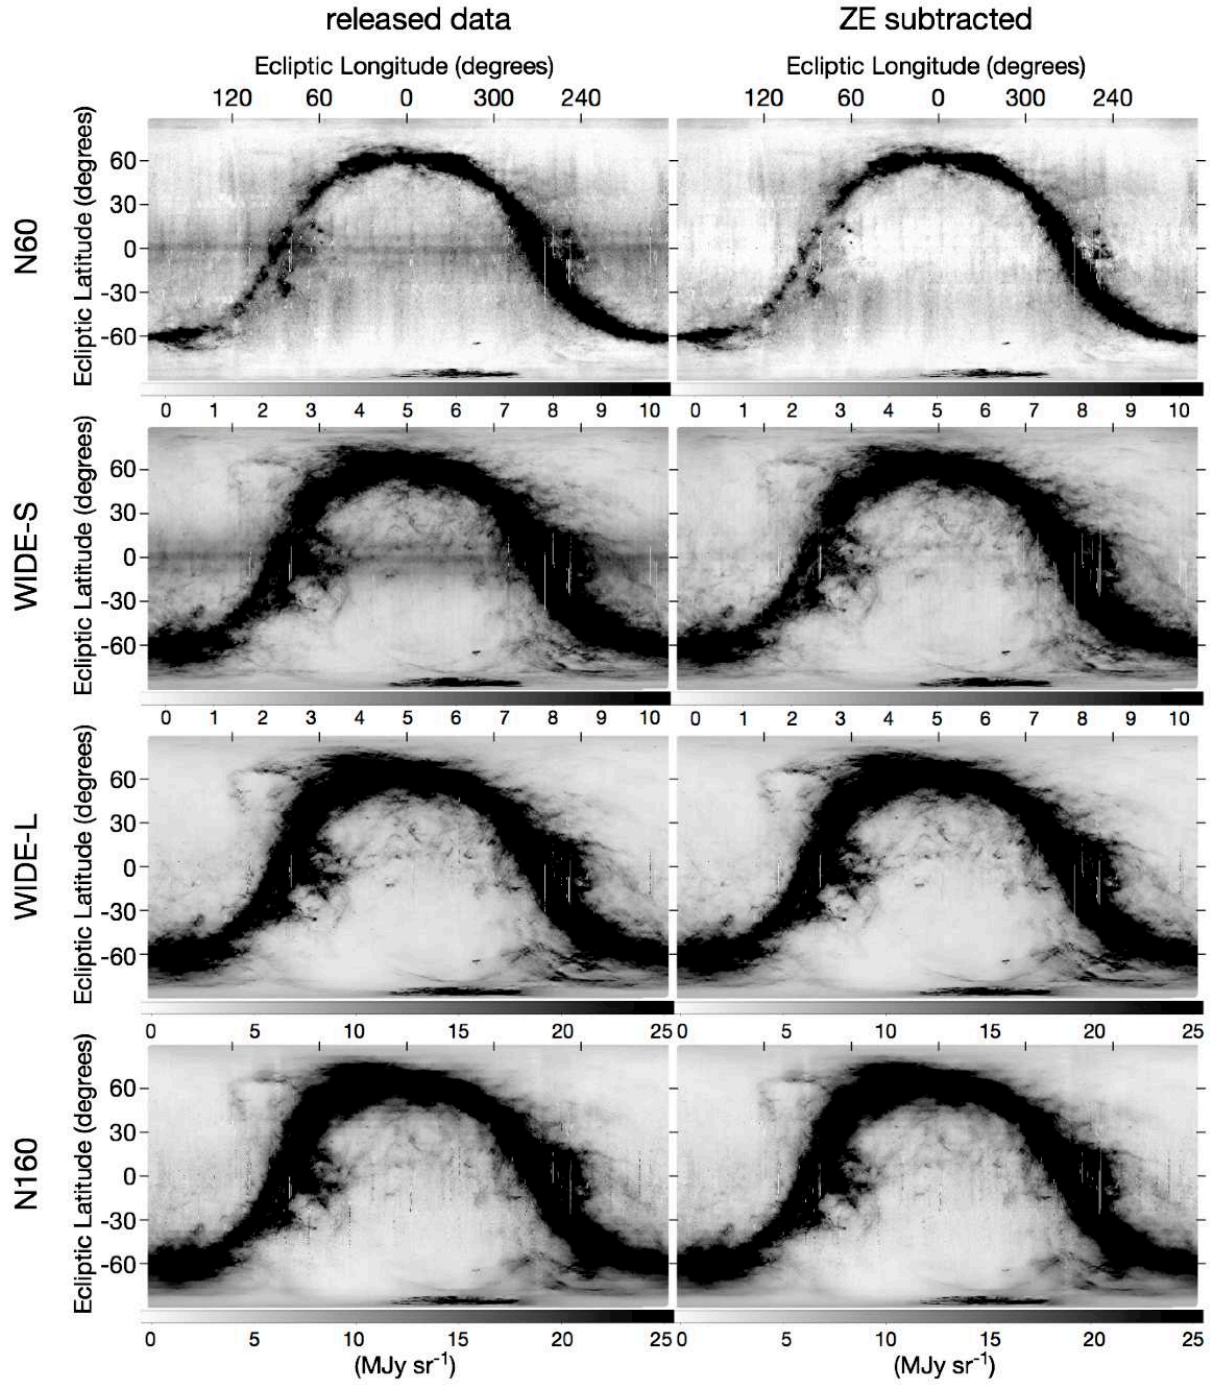 released data ZE subtracted
Ecliptic Longitude (degrees) Ecliptic Longitude (degrees)
120 60 0 300 240 120 60 0 300 240
N60
Ecliptic Latitude (degrees)
60
30
0
-30
-60
0 1 2 3 4 5 6 7 8 9 10 0 1 2 3 4 5 6 7 8 9 10
WIDE-S
Ecliptic Latitude (degrees)
60
30
0
-30
-60
0 1 2 3 4 5 6 7 8 9 10 0 1 2 3 4 5 6 7 8 9 10
WIDE-L
Ecliptic Latitude (degrees)
60
30
0
-30
-60
0 5 10 15 20 25 0 5 10 15 20 25
N160
Ecliptic Latitude (degrees)
60
30
0
-30
-60
0 5 10 15 20 25 0 5 10 15 20 25
(MJy sr⁻¹) (MJy sr⁻¹)